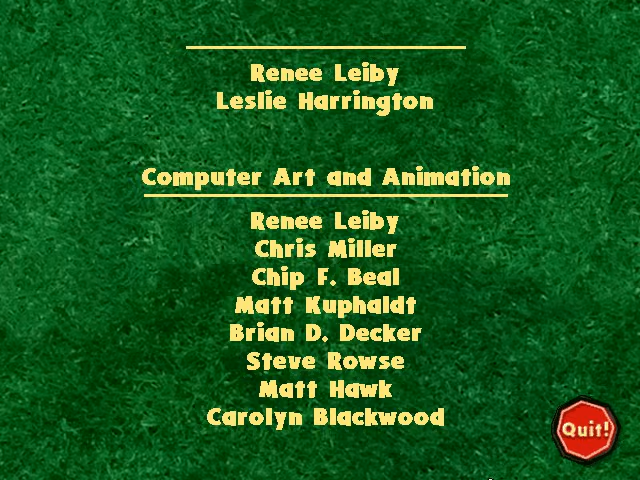 Renee Leiby
Leslie Harrington
Computer Art and Animation
Renee Leiby
Chris Miller
Chip F. Beal
Matt Kuphaldt
Brian D. Decker
Steve Rowse
Matt Hawk
Carolyn Blackwood
Quit!